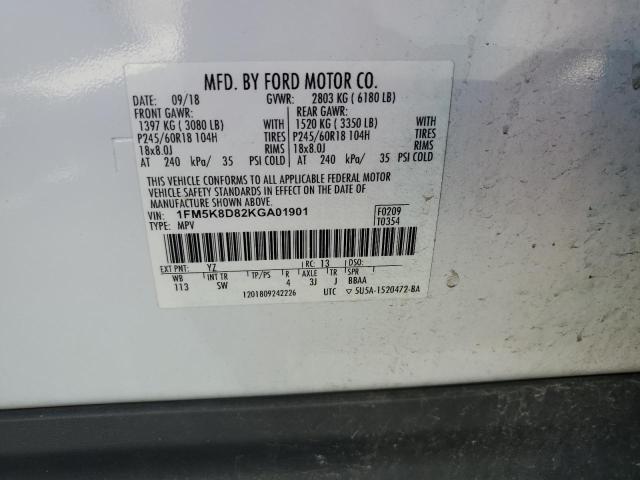 MFD. BY FORD MOTOR CO.
DATE: 09/18 GVWR: 2803 KG ( 6180 LB)
FRONT GAWR: REAR GAWR:
1397 KG ( 3080 LB) WITH 1520 KG ( 3350 LB) WITH
P245/60R18 104H TIRES P245/60R18 104H TIRES
18x8.0J RIMS 18x8.0J RIMS
AT 240 kPa/ 35 PSI COLD AT 240 kPa/ 35 PSI COLD
THIS VEHICLE CONFORMS TO ALL APPLICABLE FEDERAL MOTOR
VEHICLE SAFETY STANDARDS IN EFFECT ON THE DATE OF
MANUFACTURE SHOWN ABOVE.
VIN: 1FM5K8D82KGA01901 F0209
TYPE: MPV T0354
EXT PNT: YZ RC: 13 DSO:
WB INT TR TP/PS R AXLE TR SPR
113 SW 4 3J J BBAA
1201809242226 UTC ▽ 5U5A-1520472-BA